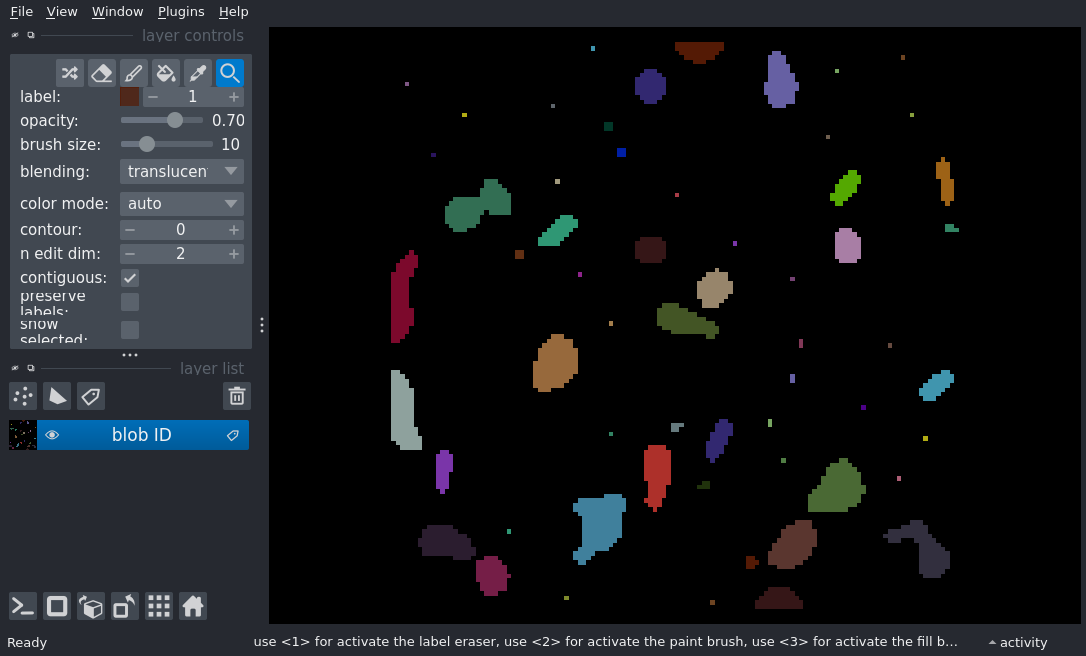 File View Window Plugins Help
layer controls
label: 1
opacity: 0.70
brush size: 10
blending: translucen
color mode: auto
contour: 0
n edit dim: 2
contiguous:
preserve
labels:
show
selected:
layer list
blob ID
Ready use <1> for activate the label eraser, use <2> for activate the paint brush, use <3> for activate the fill b... activity